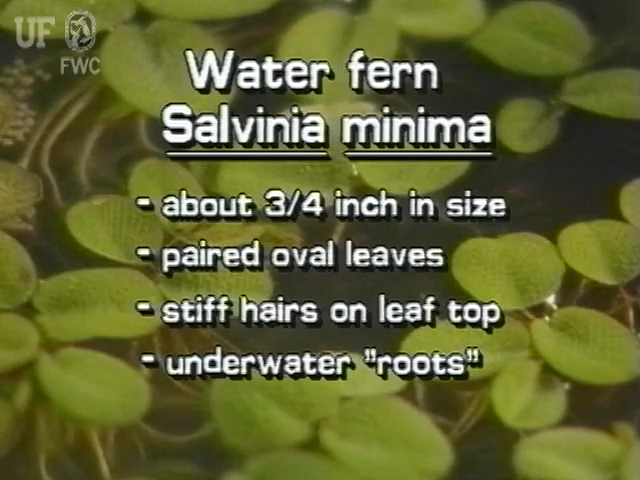 UF
FWC
Water fern
Salvinia minima
- about 3/4 inch in size
- paired oval leaves
- stiff hairs on leaf top
- underwater "roots"